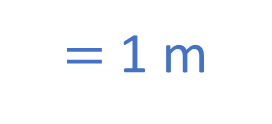 = 1 m